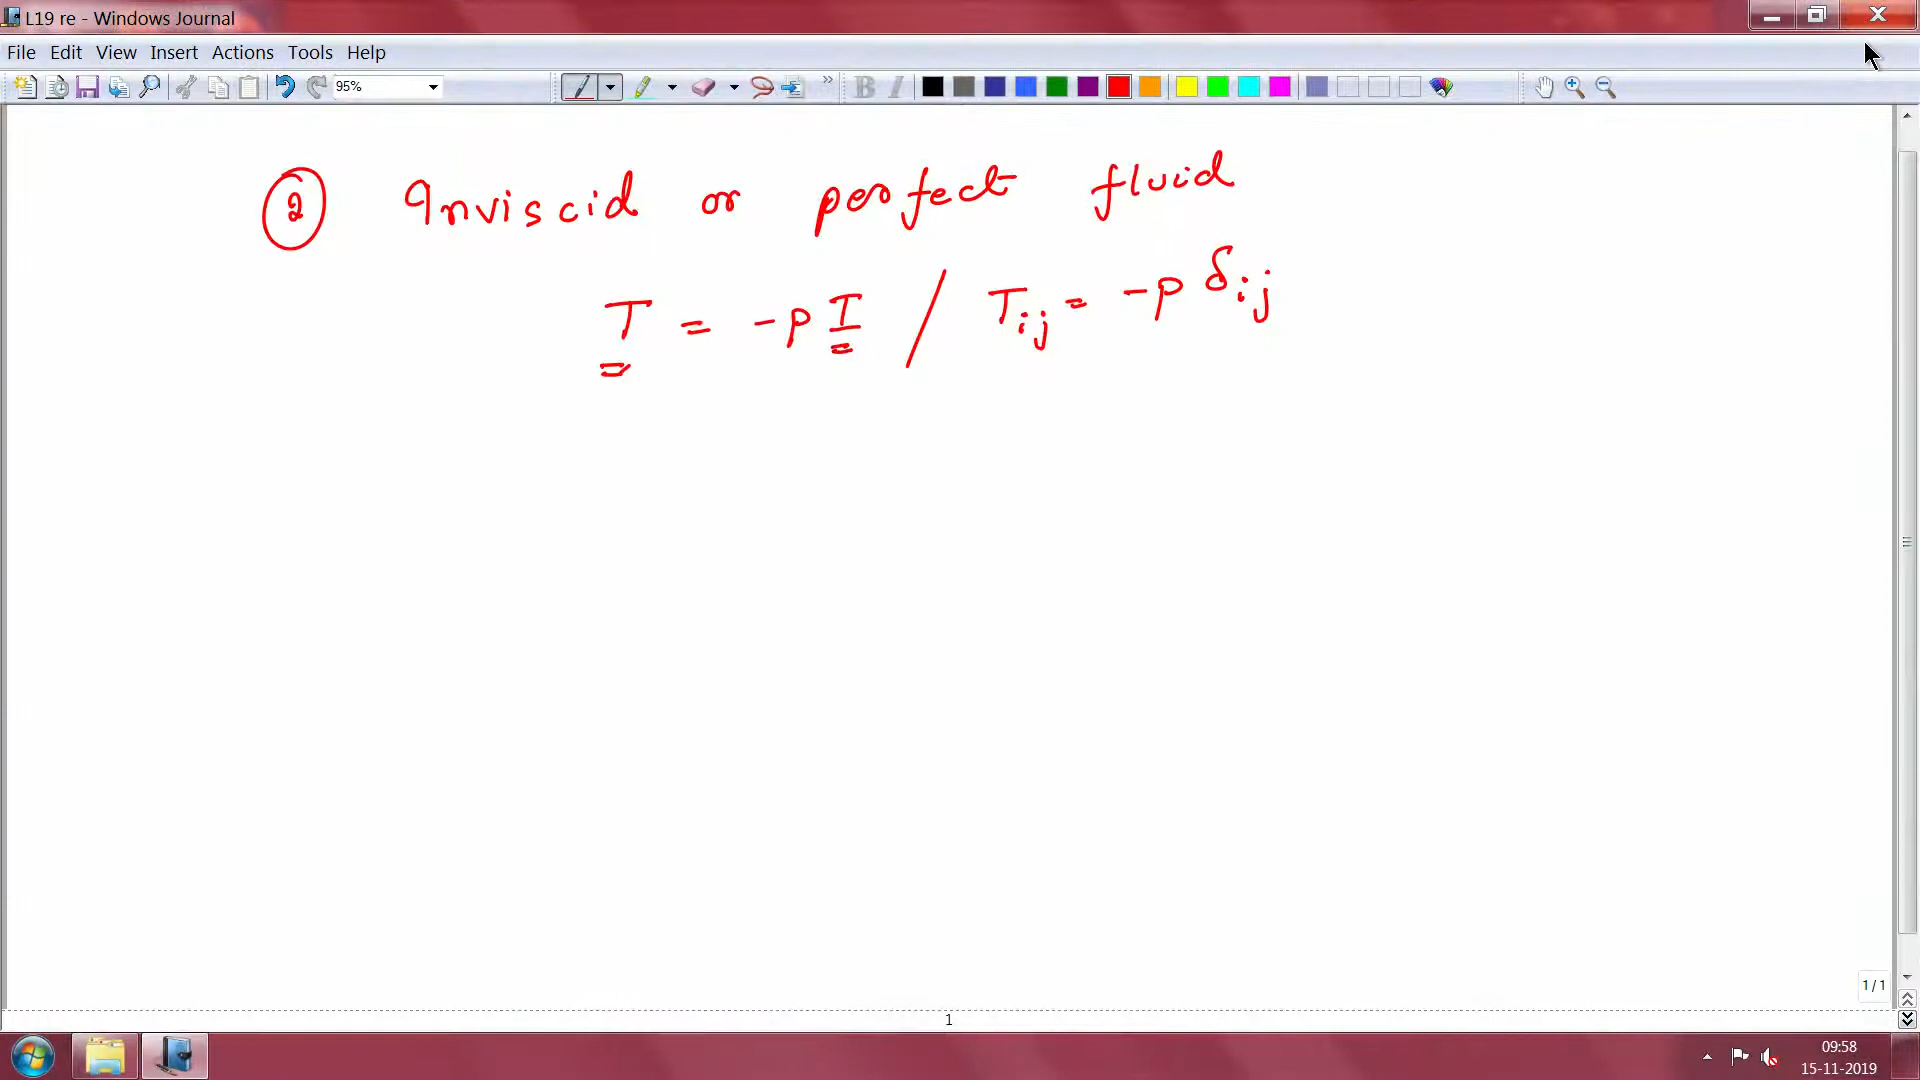 L19 re - Windows Journal
File Edit View Insert Actions Tools Help
95% » B I
② Inviscid or perfect fluid
T = -p I / Tij = -p δij
1 / 1
1
09:58
15-11-2019